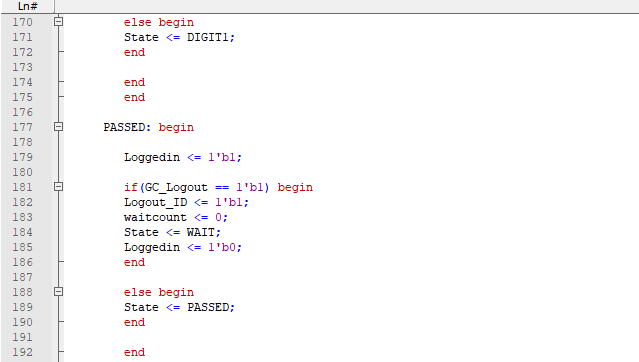 Ln#
170 else begin
171 State <= DIGIT1;
172 end
173
174 end
175 end
176
177 PASSED: begin
178
179 Loggedin <= 1'b1;
180
181 if(GC_Logout == 1'b1) begin
182 Logout_ID <= 1'b1;
183 waitcount <= 0;
184 State <= WAIT;
185 Loggedin <= 1'b0;
186 end
187
188 else begin
189 State <= PASSED;
190 end
191
192 end